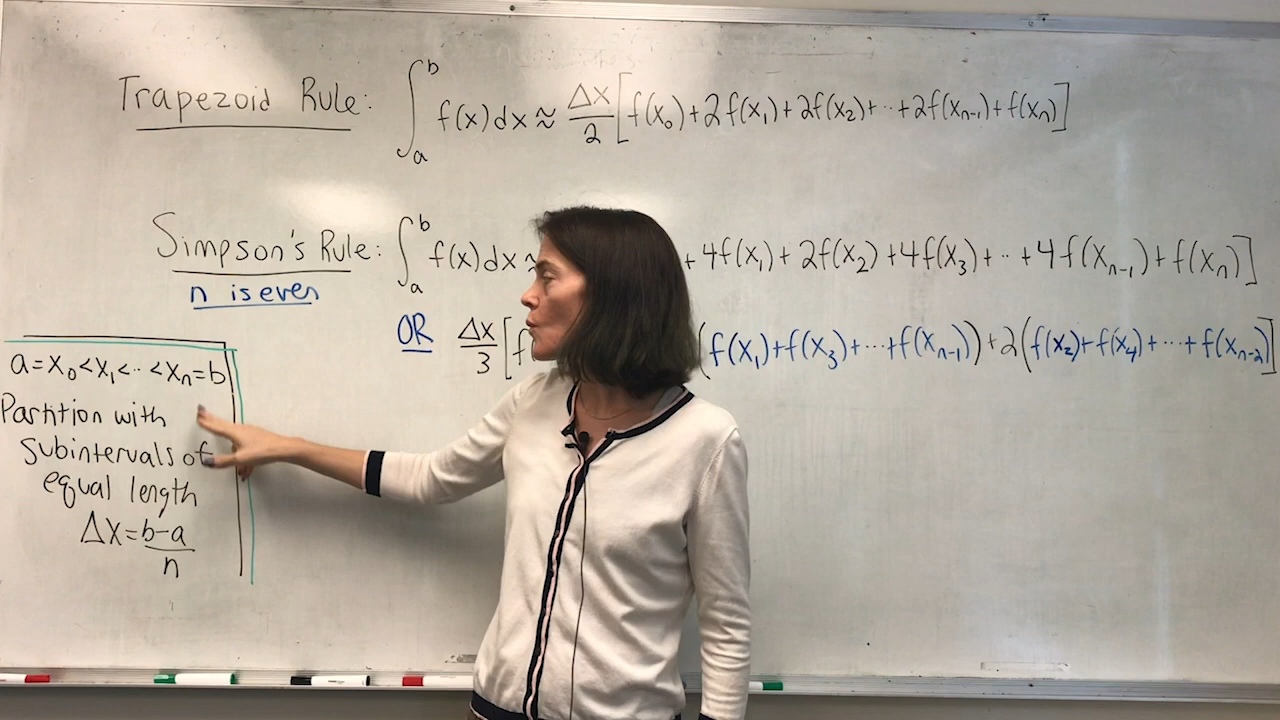 Trapezoid Rule: ∫ₐᵇ f(x)dx ≈ Δx/2 [f(x₀)+2f(x₁)+2f(x₂)+⋯+2f(xₙ₋₁)+f(xₙ)]
Simpson's Rule: ∫ₐᵇ f(x)dx ≈ +4f(x₁)+2f(x₂)+4f(x₃)+⋯+4f(xₙ₋₁)+f(xₙ)]
n is even
OR Δx/3 [f (f(x₁)+f(x₃)+⋯+f(xₙ₋₁))+2(f(x₂)+f(x₄)+⋯+f(xₙ₋₂)]
a=x₀<x₁<⋯<xₙ=b
Partition with
subintervals of
equal length
Δx=b-a/n